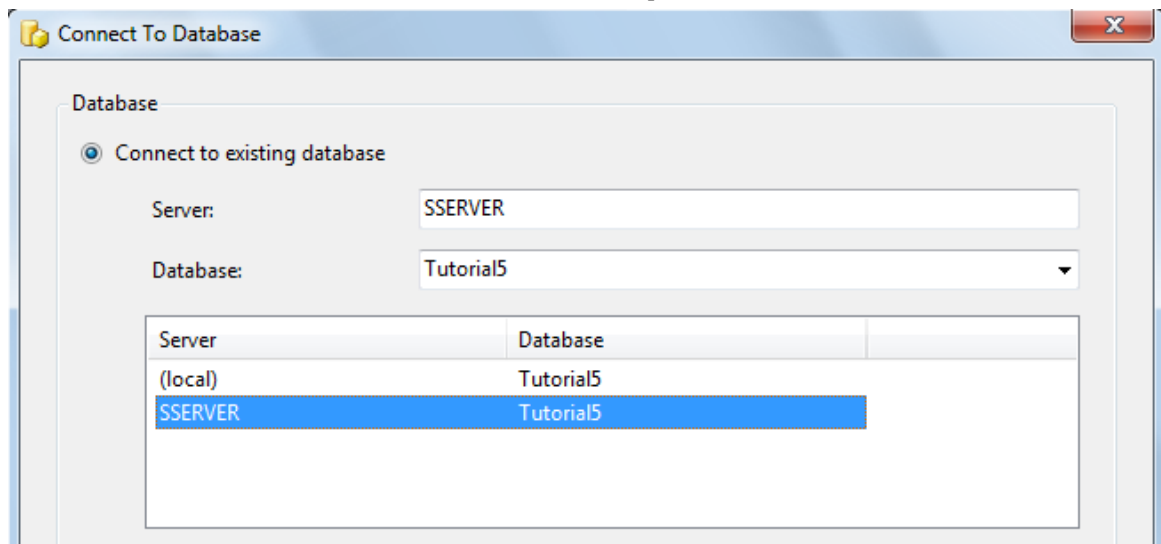 Connect To Database
Database
Connect to existing database
Server: SSERVER
Database: Tutorial5
Server Database
(local) Tutorial5
SSERVER Tutorial5